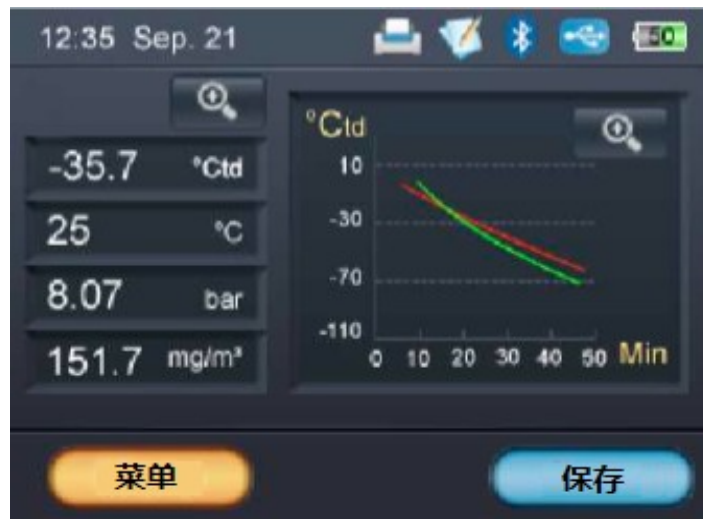 12:35 Sep. 21
50
-35.7 °Ctd
25 °C
8.07 bar
151.7 mg/m³
°Ctd
10
-30
-70
-110
0 10 20 30 40 50 Min
菜单
保存